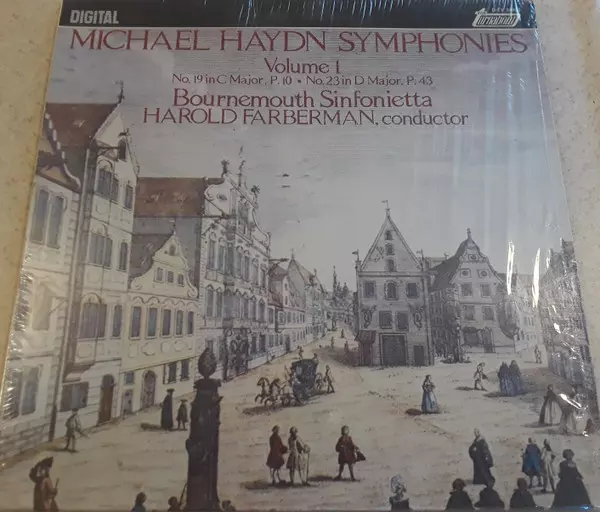 DIGITAL
Turnabout
MICHAEL HAYDN SYMPHONIES
Volume 1
No. 19 in C Major, P. 10 • No. 23 in D Major, P. 43
Bournemouth Sinfonietta
HAROLD FARBERMAN, conductor